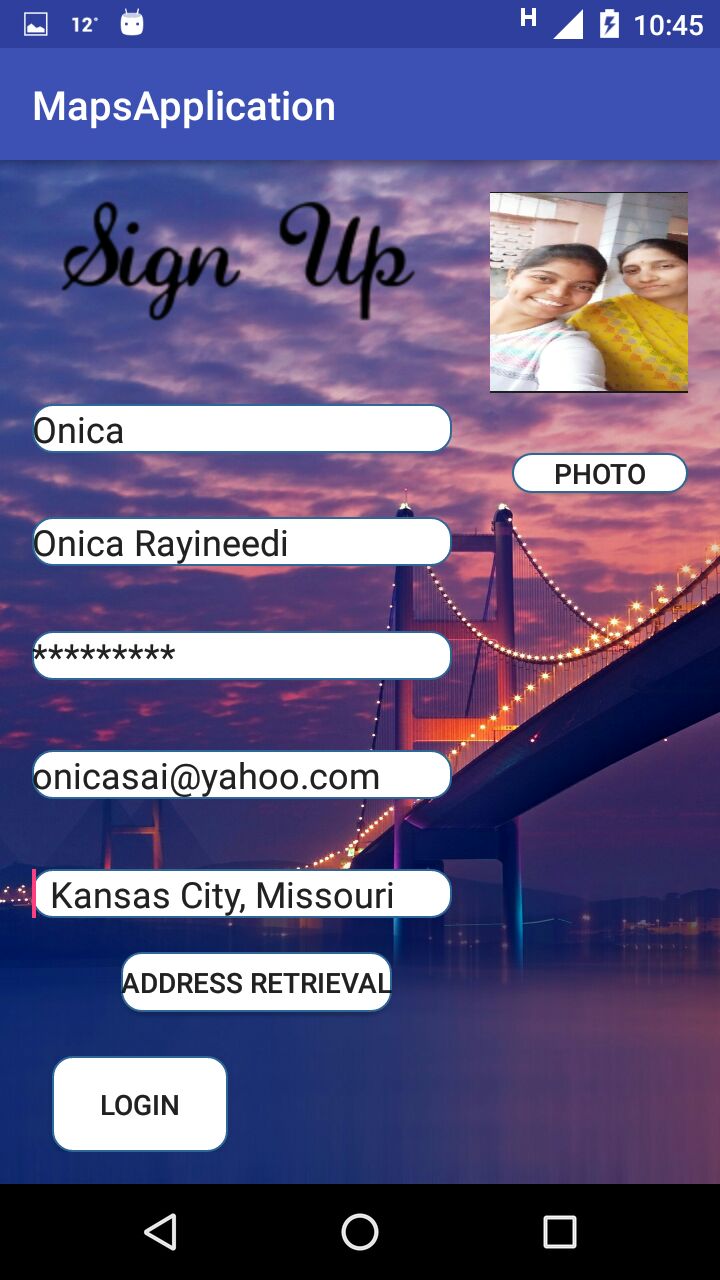 12° H 10:45
MapsApplication
Sign Up
Onica
PHOTO
Onica Rayineedi
*********
onicasai@yahoo.com
Kansas City, Missouri
ADDRESS RETRIEVAL
LOGIN